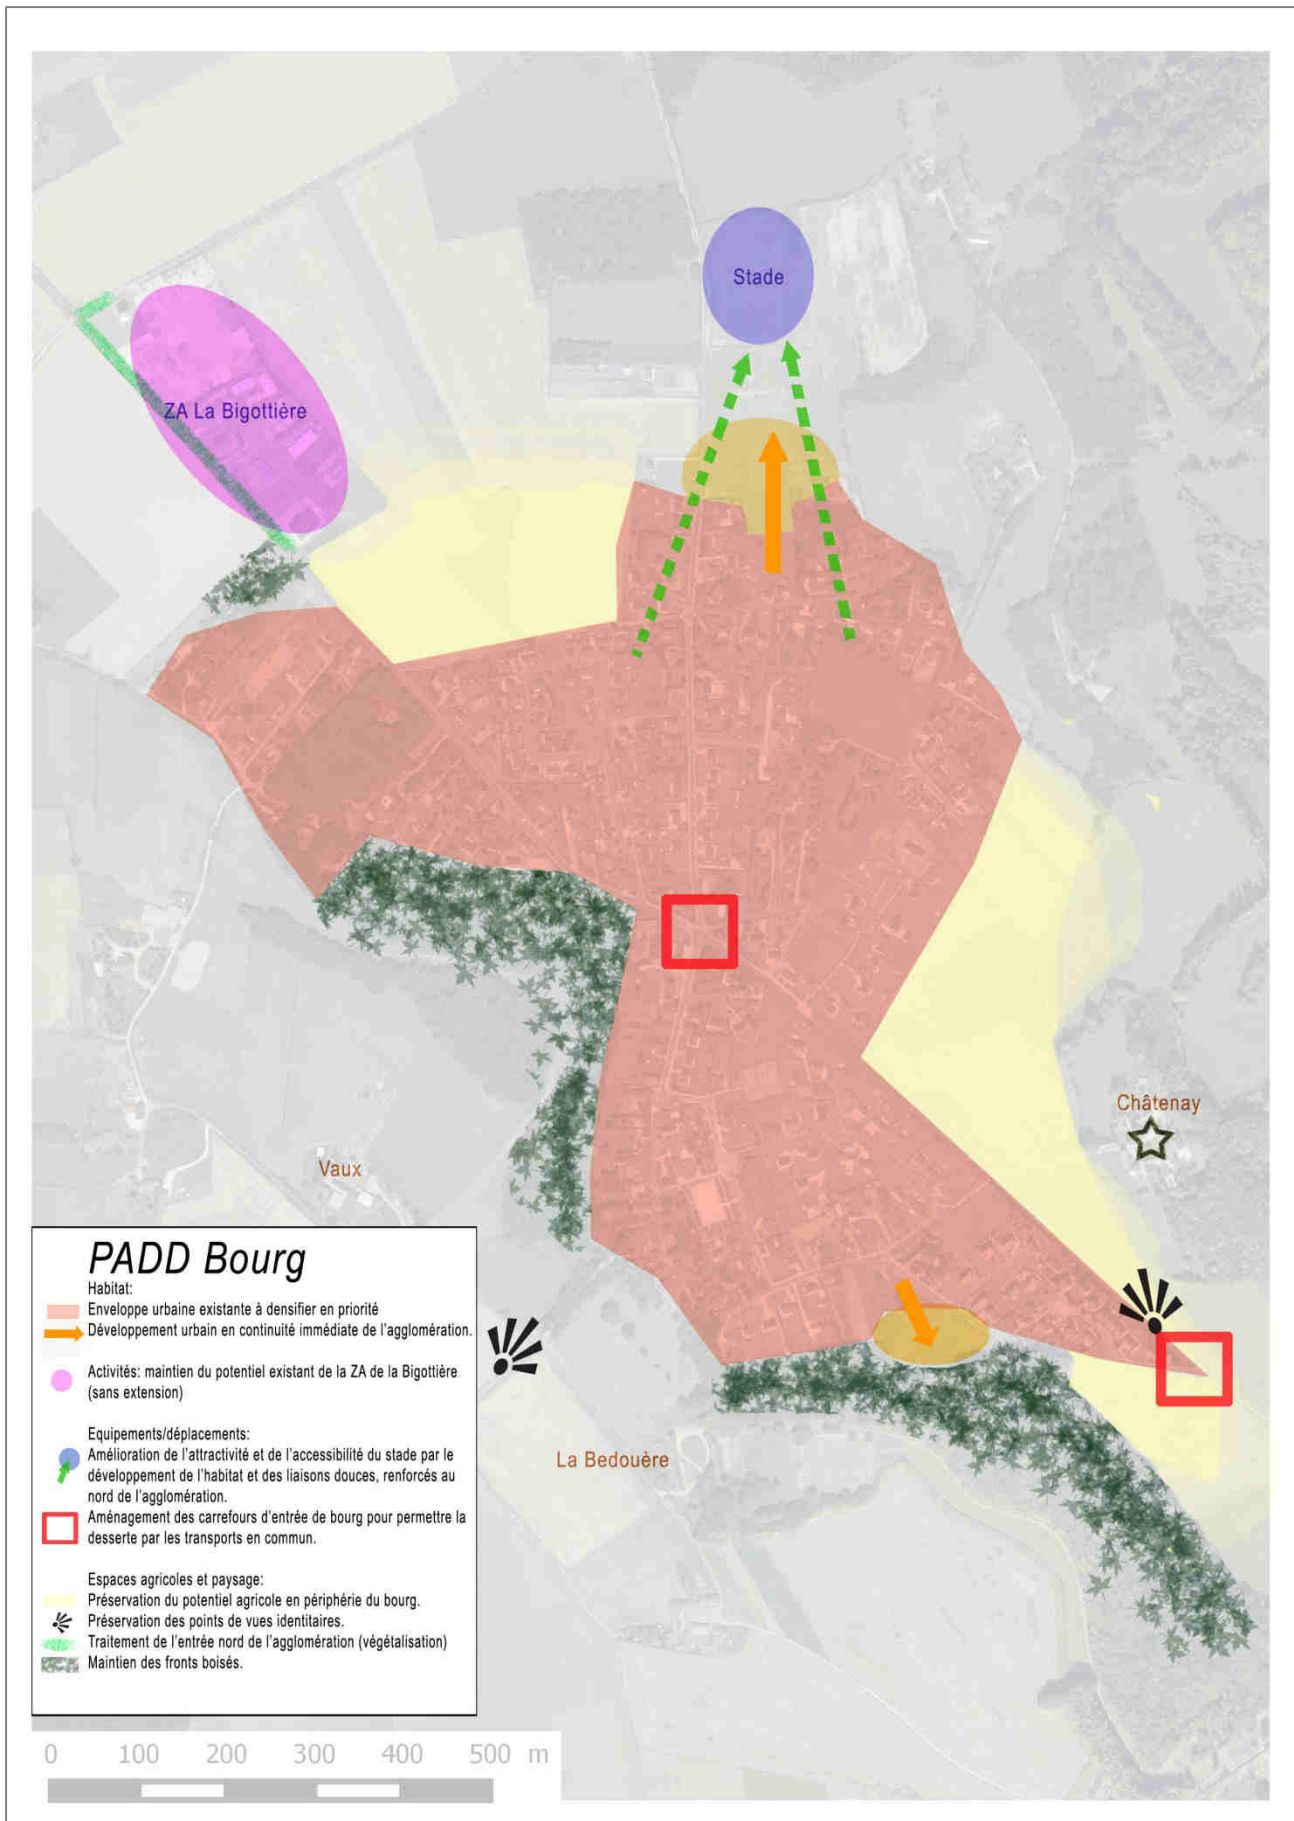 Stade
ZA La Bigottière
Châtenay
Vaux
La Bedouère
PADD Bourg
Habitat:
Enveloppe urbaine existante à densifier en priorité
Développement urbain en continuité immédiate de l'agglomération.
Activités: maintien du potentiel existant de la ZA de la Bigottière
(sans extension)
Equipements/déplacements:
Amélioration de l'attractivité et de l'accessibilité du stade par le
développement de l'habitat et des liaisons douces, renforcés au
nord de l'agglomération.
Aménagement des carrefours d'entrée de bourg pour permettre la
desserte par les transports en commun.
Espaces agricoles et paysage:
Préservation du potentiel agricole en périphérie du bourg.
Préservation des points de vues identitaires.
Traitement de l'entrée nord de l'agglomération (végétalisation)
Maintien des fronts boisés.
0 100 200 300 400 500 m